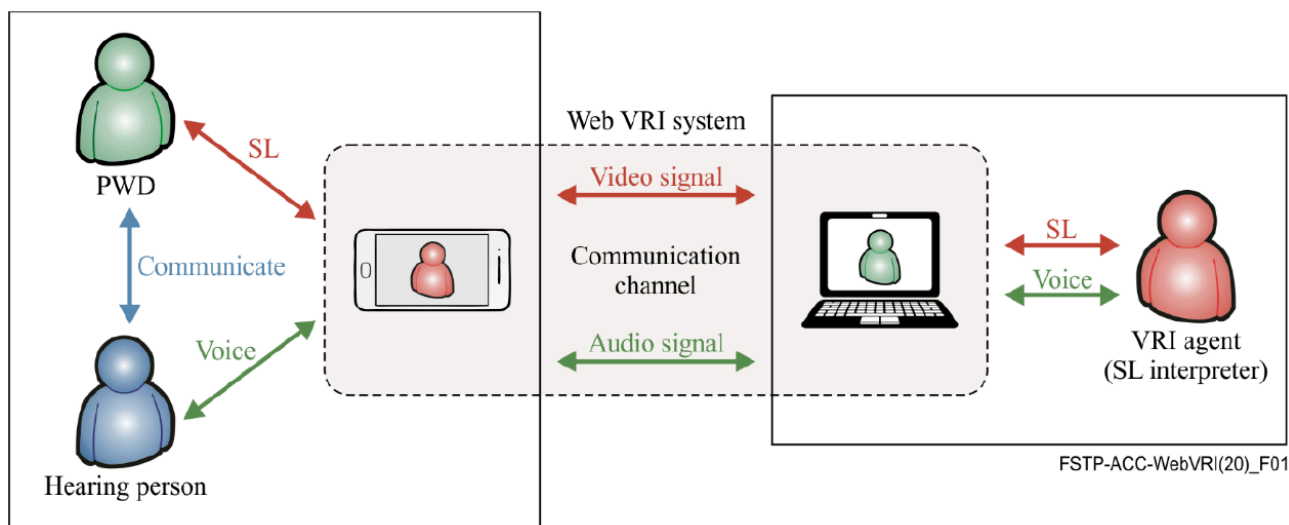 Web VRI system
SL
Video signal
PWD
SL
Communicate
Communication
channel
Voice
Voice
Audio signal
VRI agent
(SL interpreter)
Hearing person
FSTP-ACC-WebVRI(20)_F01